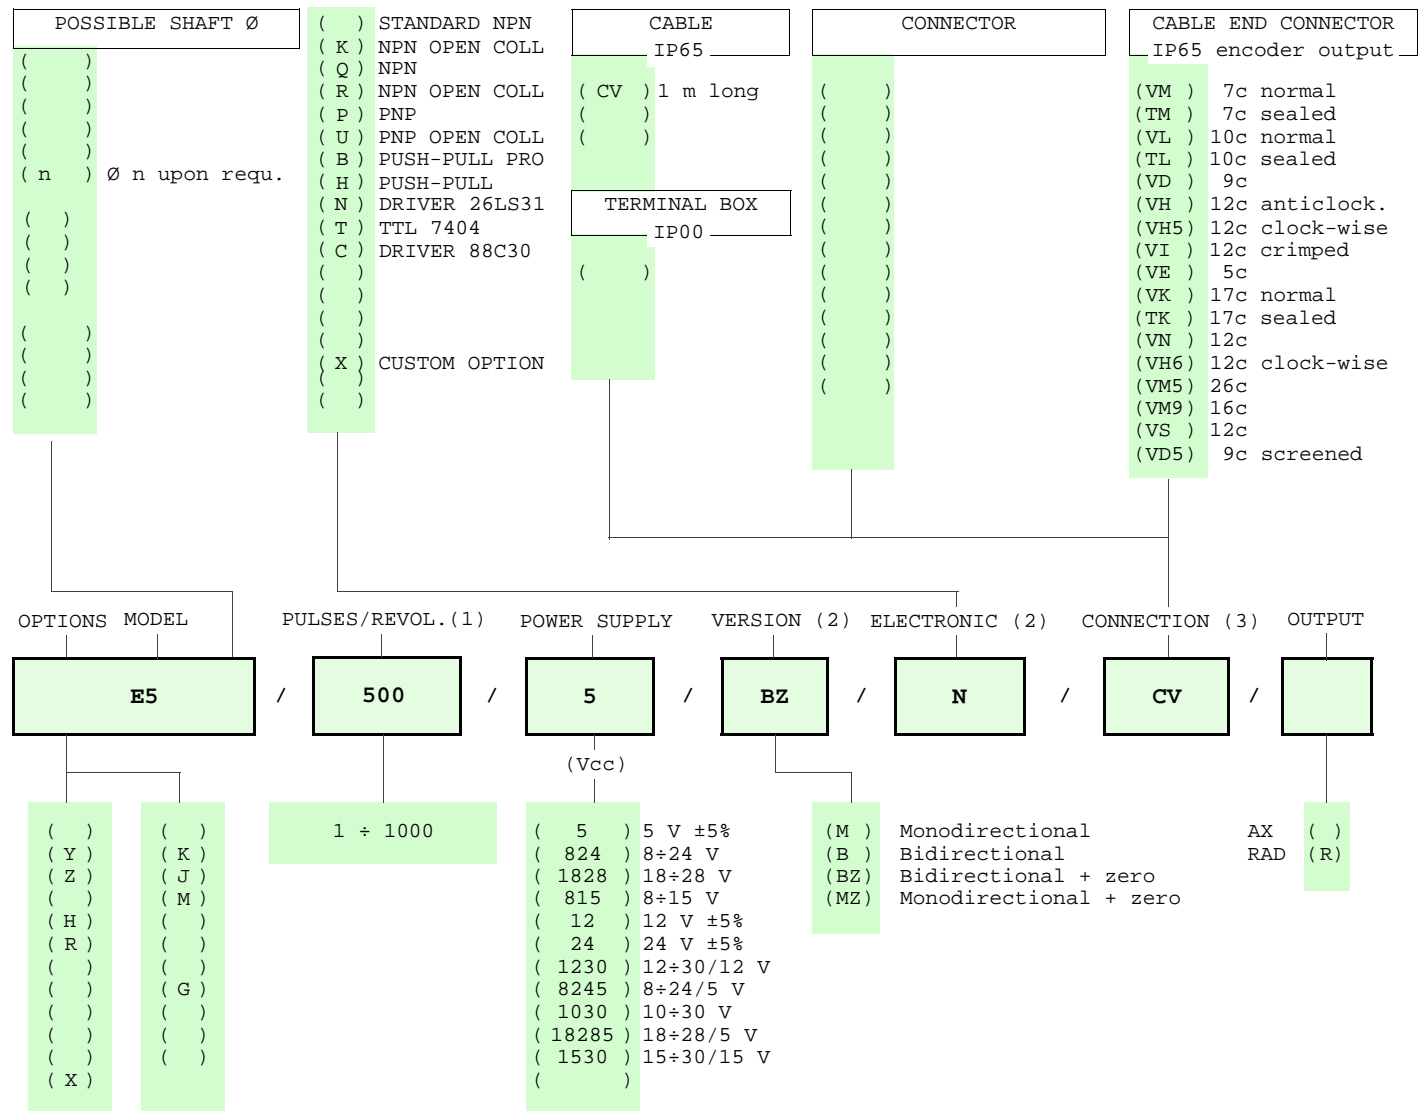 POSSIBLE SHAFT Ø
( )
( )
( )
( )
( )
( n ) Ø n upon requ.
( )
( )
( )
( )
( )
( )
( )
( )
( ) STANDARD NPN
( K ) NPN OPEN COLL
( Q ) NPN
( R ) NPN OPEN COLL
( P ) PNP
( U ) PNP OPEN COLL
( B ) PUSH-PULL PRO
( H ) PUSH-PULL
( N ) DRIVER 26LS31
( T ) TTL 7404
( C ) DRIVER 88C30
( )
( )
( )
( )
( X ) CUSTOM OPTION
( )
( )
CABLE
IP65
( CV ) 1 m long
( )
( )
TERMINAL BOX
IP00
( )
CONNECTOR
( )
( )
( )
( )
( )
( )
( )
( )
( )
( )
( )
( )
( )
( )
CABLE END CONNECTOR
IP65 encoder output
(VM ) 7c normal
(TM ) 7c sealed
(VL ) 10c normal
(TL ) 10c sealed
(VD ) 9c
(VH ) 12c anticlock.
(VH5) 12c clock-wise
(VI ) 12c crimped
(VE ) 5c
(VK ) 17c normal
(TK ) 17c sealed
(VN ) 12c
(VH6) 12c clock-wise
(VM5) 26c
(VM9) 16c
(VS ) 12c
(VD5) 9c screened
OPTIONS MODEL PULSES/REVOL.(1) POWER SUPPLY VERSION (2) ELECTRONIC (2) CONNECTION (3) OUTPUT
E5 / 500 / 5 / BZ / N / CV /
(Vcc)
( )
( Y )
( Z )
( )
( H )
( R )
( )
( )
( )
( )
( )
( X )
( )
( K )
( J )
( M )
( )
( )
( )
( G )
( )
( )
( )
1 ÷ 1000
( 5 ) 5 V ±5%
( 824 ) 8÷24 V
( 1828 ) 18÷28 V
( 815 ) 8÷15 V
( 12 ) 12 V ±5%
( 24 ) 24 V ±5%
( 1230 ) 12÷30/12 V
( 8245 ) 8÷24/5 V
( 1030 ) 10÷30 V
( 18285 ) 18÷28/5 V
( 1530 ) 15÷30/15 V
( )
(M ) Monodirectional
(B ) Bidirectional
(BZ) Bidirectional + zero
(MZ) Monodirectional + zero
AX ( )
RAD (R)